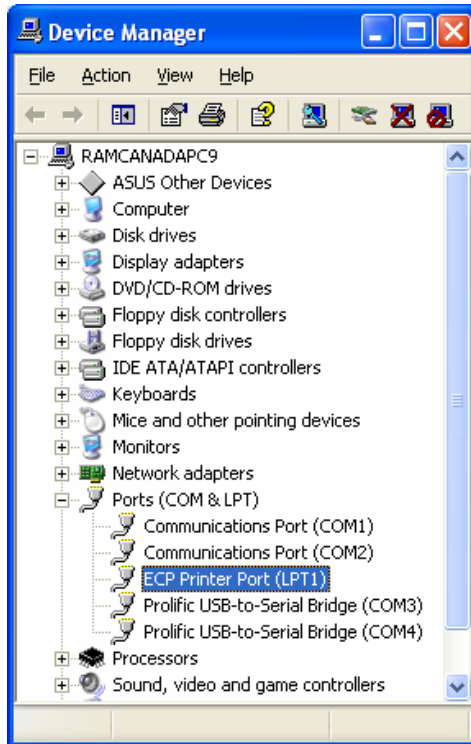 Device Manager
File Action View Help
RAMCANADAPC9
ASUS Other Devices
Computer
Disk drives
Display adapters
DVD/CD-ROM drives
Floppy disk controllers
Floppy disk drives
IDE ATA/ATAPI controllers
Keyboards
Mice and other pointing devices
Monitors
Network adapters
Ports (COM & LPT)
Communications Port (COM1)
Communications Port (COM2)
ECP Printer Port (LPT1)
Prolific USB-to-Serial Bridge (COM3)
Prolific USB-to-Serial Bridge (COM4)
Processors
Sound, video and game controllers